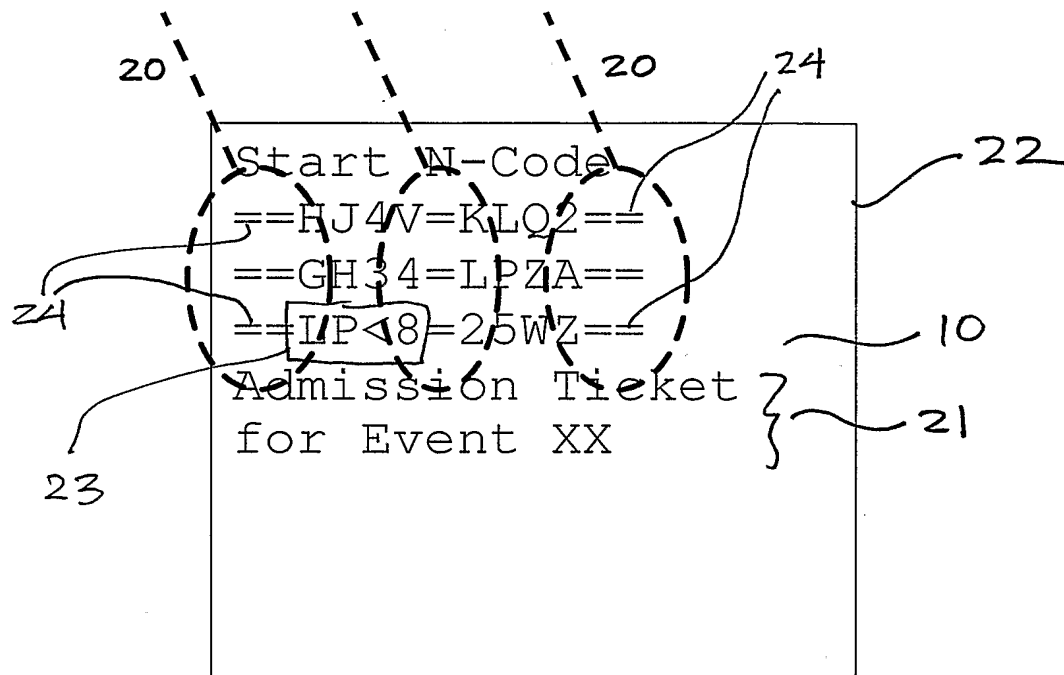 20
20
24
22
Start N-Code
==HJ4V=KLQ2==
==GH34=LPZA==
24
==LP<8=25WZ==
10
Admission Ticket
21
for Event XX
23